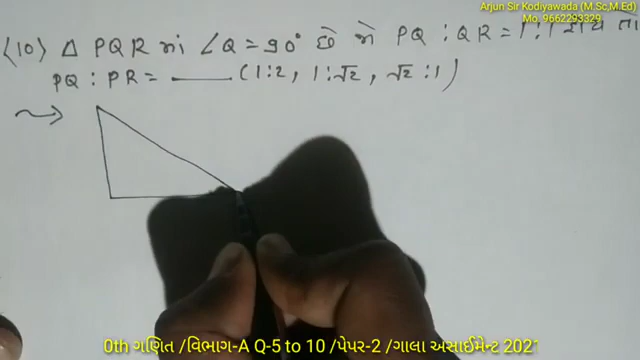 Arjun Sir Kodiyawada (M.Sc,M.Ed)
Mo. 9662293329
(10) Δ PQR માં ∠Q = 90° છે જો PQ : QR = 1 : 1 હોય તો
PQ : PR = ____ (1:2, 1:√2, √2:1)
0th ગણિત /વિભાગ-A Q-5 to 10 /પેપર-2 /ગાલા અસાઈમેન્ટ 2021